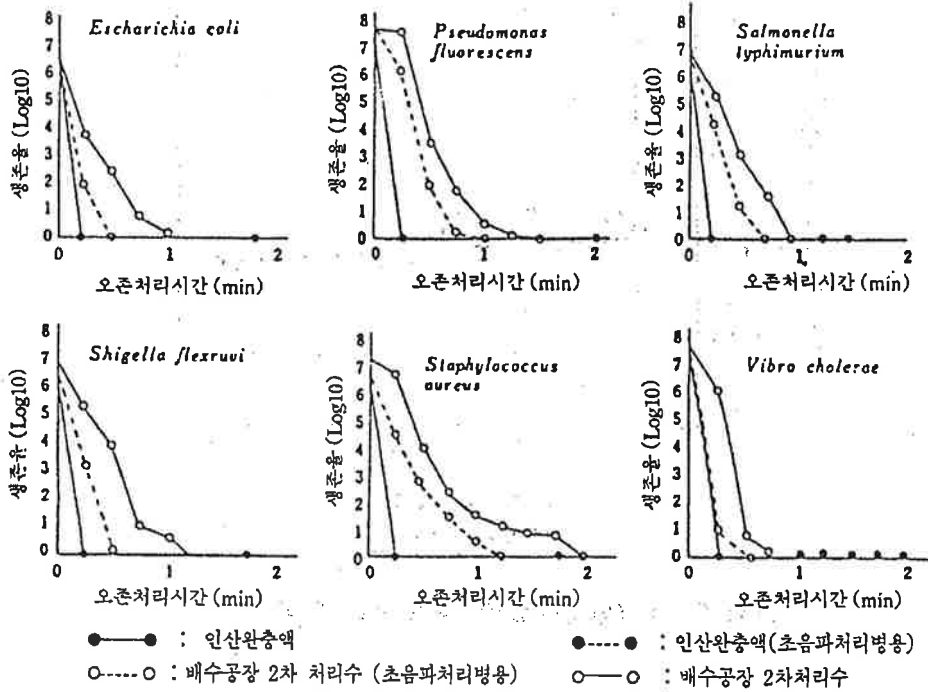 Escharichia coli
8
7
6
5
4
3
2
1
0
생존율 (Log10)
0 1 2
오존처리시간 (min)
Pseudomonas
fluorescens
8
7
6
5
4
3
2
1
0
생존율 (Log10)
0 1 2
오존처리시간 (min)
Salmonella
typhimurium
8
7
6
5
4
3
2
1
0
생존율 (Log10)
0 1 2
오존처리시간 (min)
Shigella flexruvi
8
7
6
5
4
3
2
1
0
생존율 (Log10)
0 1 2
오존처리시간 (min)
Staphylococcus
aureus
8
7
6
5
4
3
2
1
0
생존율 (Log10)
0 1 2
오존처리시간 (min)
Vibro cholerae
8
7
6
5
4
3
2
1
0
생존율 (Log10)
0 1 2
오존처리시간 (min)
: 인산완충액
: 인산완충액(초음파처리병용)
: 배수공장 2차 처리수 (초음파처리병용)
: 배수공장 2차처리수